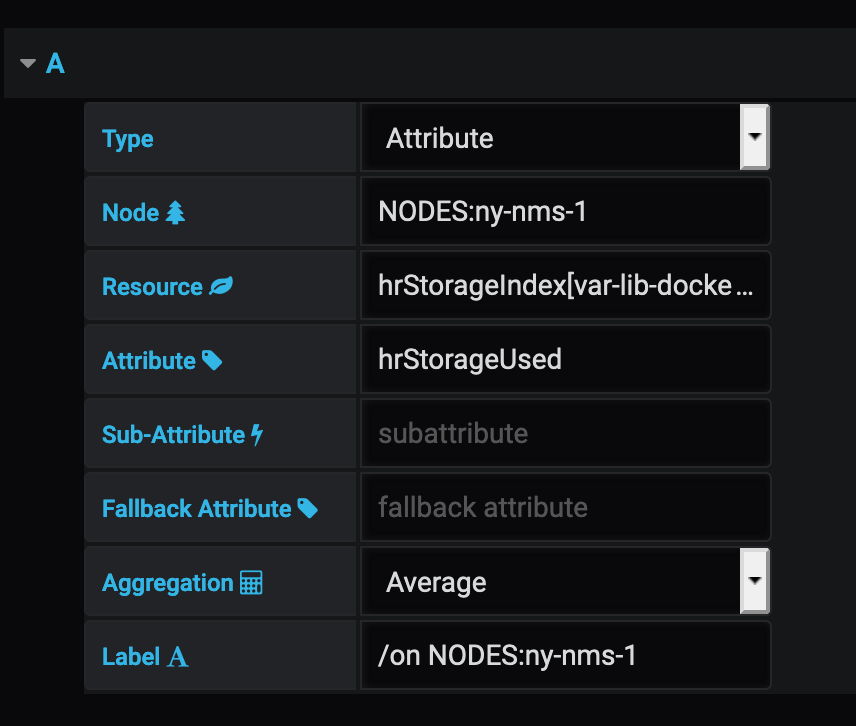 A
Type Attribute
Node NODES:ny-nms-1
Resource hrStorageIndex[var-lib-docke...
Attribute hrStorageUsed
Sub-Attribute subattribute
Fallback Attribute fallback attribute
Aggregation Average
Label A /on NODES:ny-nms-1